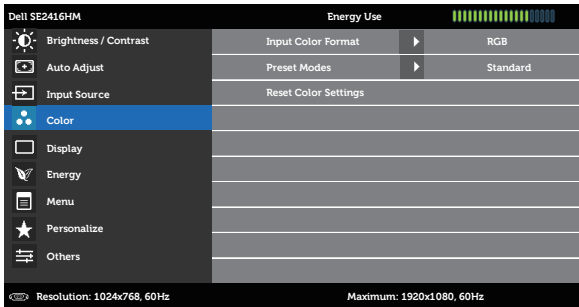 Dell SE2416HM Energy Use
Brightness / Contrast Input Color Format RGB
Auto Adjust Preset Modes Standard
Input Source Reset Color Settings
Color
Display
Energy
Menu
Personalize
Others
Resolution: 1024x768, 60Hz Maximum: 1920x1080, 60Hz